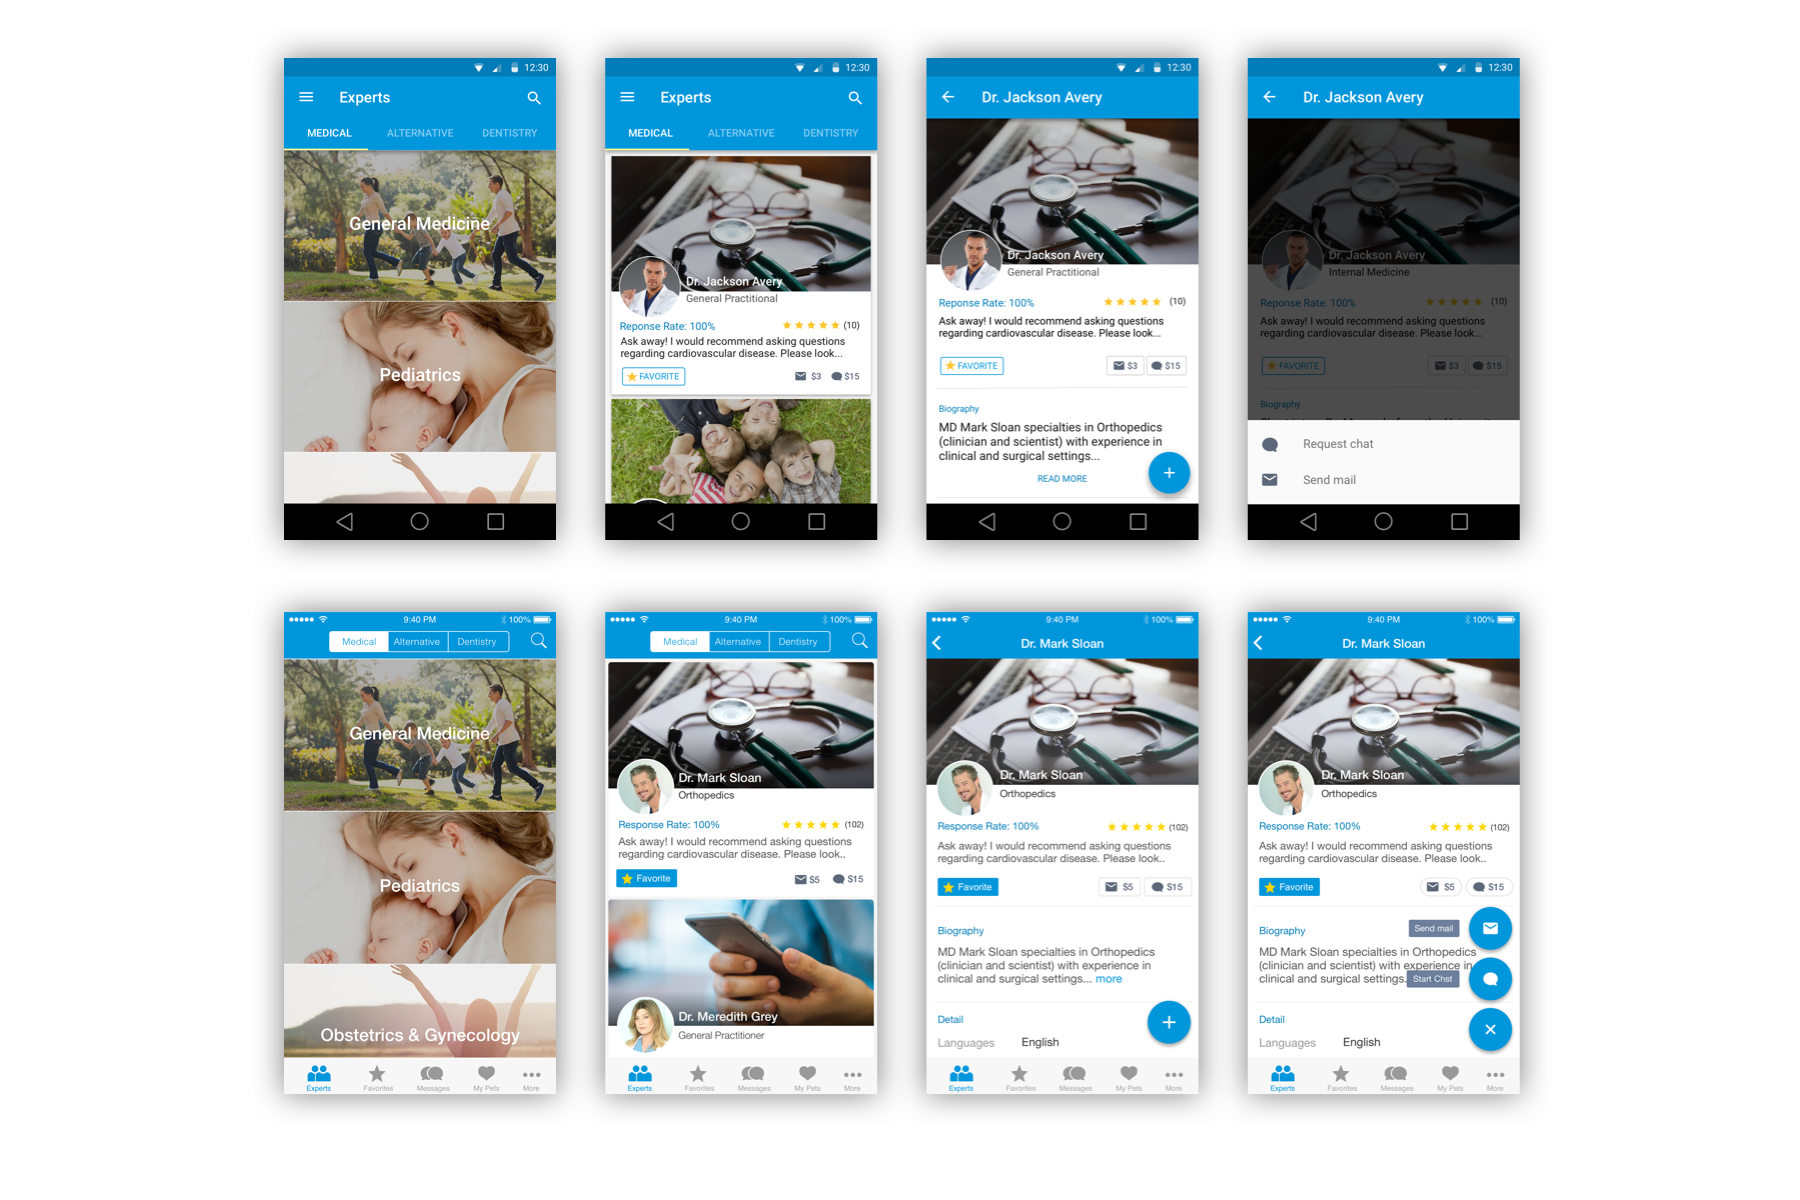 12:30
Experts
MEDICAL ALTERNATIVE DENTISTRY
General Medicine
Pediatrics
12:30
Experts
MEDICAL ALTERNATIVE DENTISTRY
Dr. Jackson Avery
General Practitional
Reponse Rate: 100% (10)
Ask away! I would recommend asking questions
regarding cardiovascular disease. Please look...
FAVORITE $3 $15
12:30
Dr. Jackson Avery
Dr. Jackson Avery
General Practitional
Reponse Rate: 100% (10)
Ask away! I would recommend asking questions
regarding cardiovascular disease. Please look...
FAVORITE $3 $15
Biography
MD Mark Sloan specialties in Orthopedics
(clinician and scientist) with experience in
clinical and surgical settings...
READ MORE
12:30
Dr. Jackson Avery
Dr. Jackson Avery
Internal Medicine
Reponse Rate: 100% (10)
Ask away! I would recommend asking questions
regarding cardiovascular disease. Please look...
FAVORITE $3 $15
Biography
Request chat
Send mail
9:40 PM 100%
Medical Alternative Dentistry
General Medicine
Pediatrics
Obstetrics & Gynecology
Experts Favorites Messages My Pets More
9:40 PM 100%
Medical Alternative Dentistry
Dr. Mark Sloan
Orthopedics
Response Rate: 100% (102)
Ask away! I would recommend asking questions
regarding cardiovascular disease. Please look..
Favorite $5 $15
Dr. Meredith Grey
General Practitioner
Experts Favorites Messages My Pets More
9:40 PM 100%
Dr. Mark Sloan
Dr. Mark Sloan
Orthopedics
Response Rate: 100% (102)
Ask away! I would recommend asking questions
regarding cardiovascular disease. Please look..
Favorite $5 $15
Biography
MD Mark Sloan specialties in Orthopedics
(clinician and scientist) with experience in
clinical and surgical settings... more
Detail
Languages English
Experts Favorites Messages My Pets More
9:40 PM 100%
Dr. Mark Sloan
Dr. Mark Sloan
Orthopedics
Response Rate: 100% (102)
Ask away! I would recommend asking questions
regarding cardiovascular disease. Please look..
Favorite $5 $15
Biography Send mail
MD Mark Sloan specialties in Orthopedics
(clinician and scientist) with experience in
clinical and surgical settings. Start Chst
Detail
Languages English
Experts Favorites Messages My Pets More